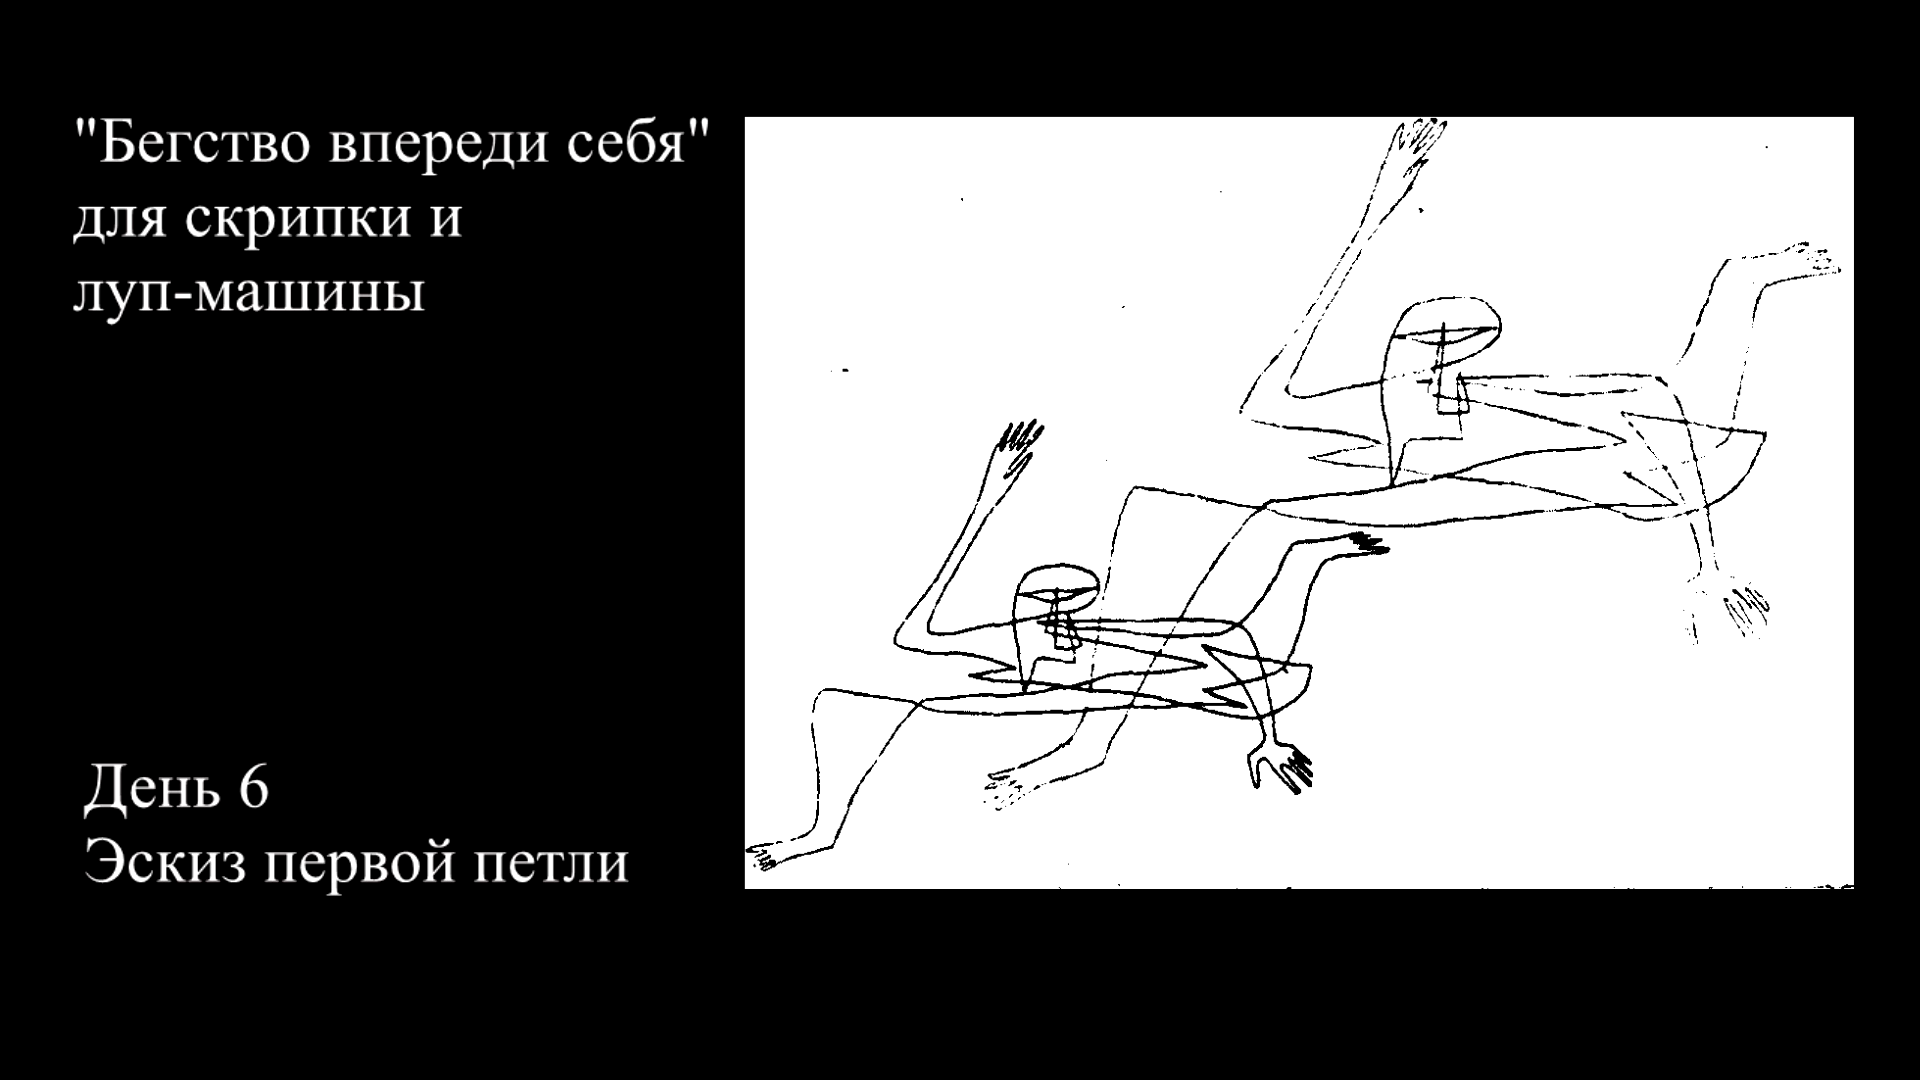 "Бегство впереди себя"
для скрипки и
луп-машины
День 6
Эскиз первой петли